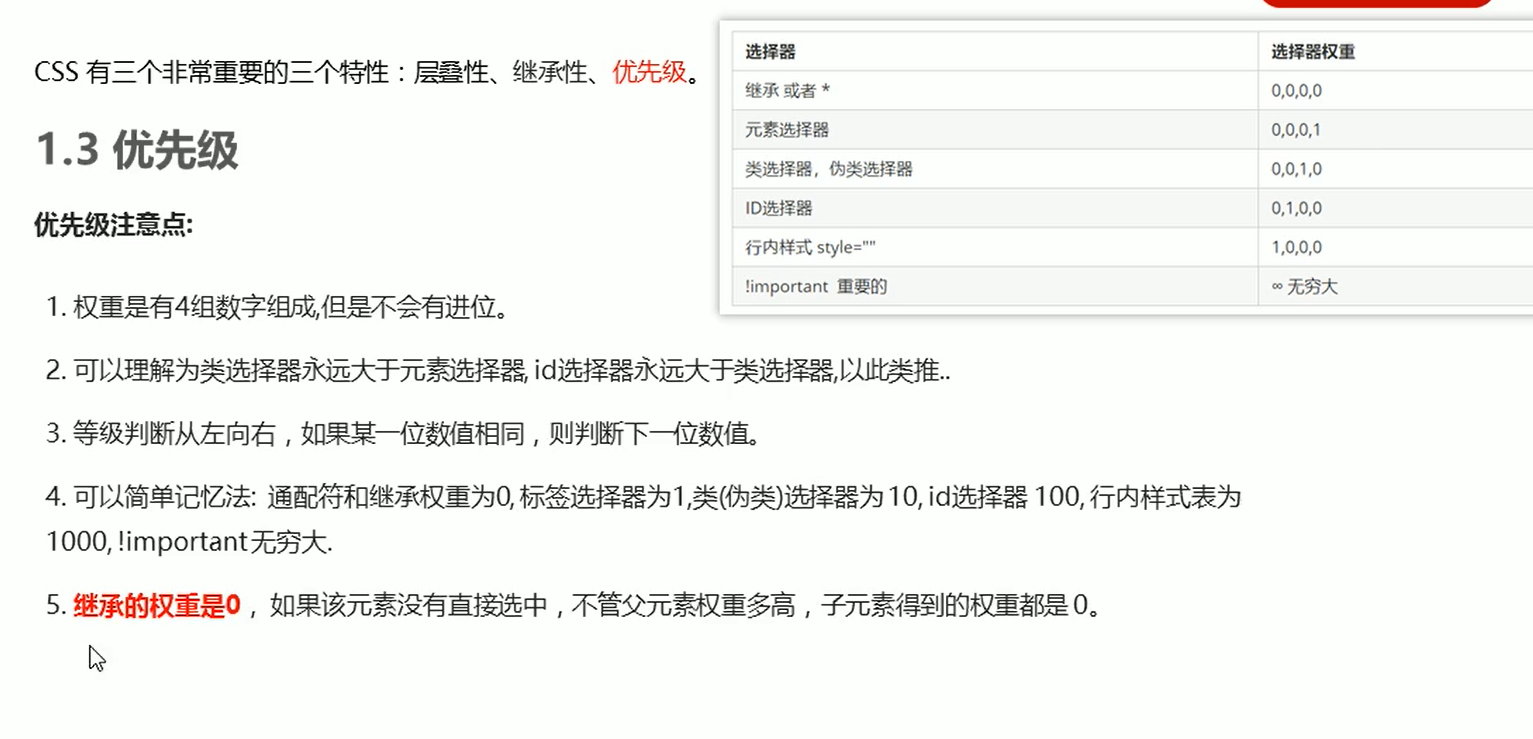 CSS 有三个非常重要的三个特性：层叠性、继承性、优先级。
1.3 优先级
优先级注意点:
1. 权重是有4组数字组成,但是不会有进位。
2. 可以理解为类选择器永远大于元素选择器, id选择器永远大于类选择器,以此类推..
3. 等级判断从左向右，如果某一位数值相同，则判断下一位数值。
4. 可以简单记忆法: 通配符和继承权重为0, 标签选择器为1,类(伪类)选择器为 10, id选择器 100, 行内样式表为
1000, !important无穷大.
5. 继承的权重是0， 如果该元素没有直接选中，不管父元素权重多高，子元素得到的权重都是 0。
选择器 选择器权重
继承 或者 * 0,0,0,0
元素选择器 0,0,0,1
类选择器，伪类选择器 0,0,1,0
ID选择器 0,1,0,0
行内样式 style="" 1,0,0,0
!important 重要的 ∞ 无穷大